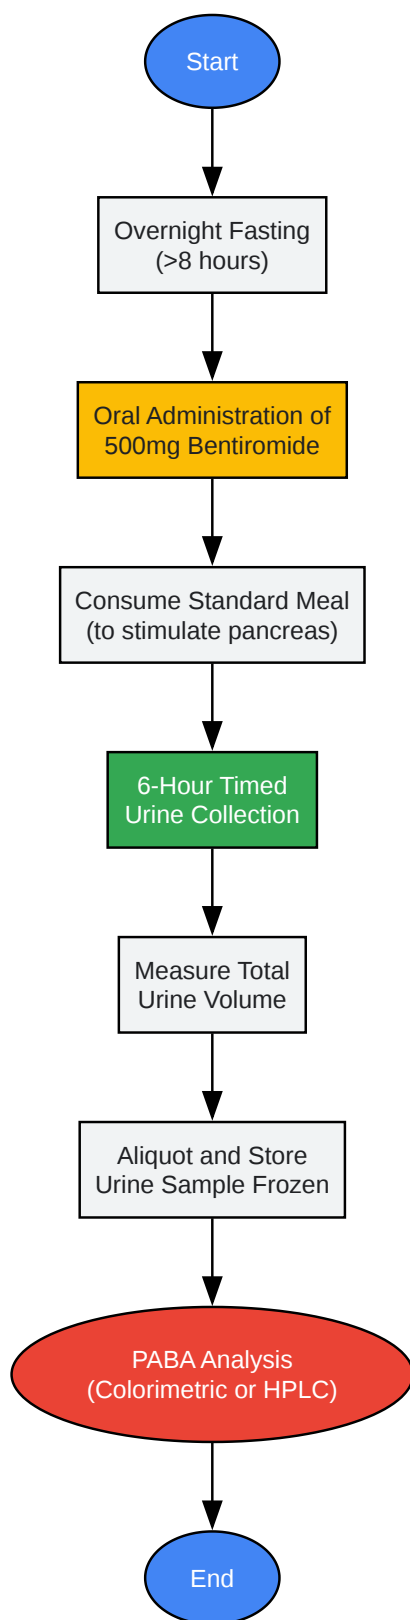 Start
Overnight Fasting
(>8 hours)
Oral Administration of
500mg Bentiromide
Consume Standard Meal
(to stimulate pancreas)
6-Hour Timed
Urine Collection
Measure Total
Urine Volume
Aliquot and Store
Urine Sample Frozen
PABA Analysis
(Colorimetric or HPLC)
End